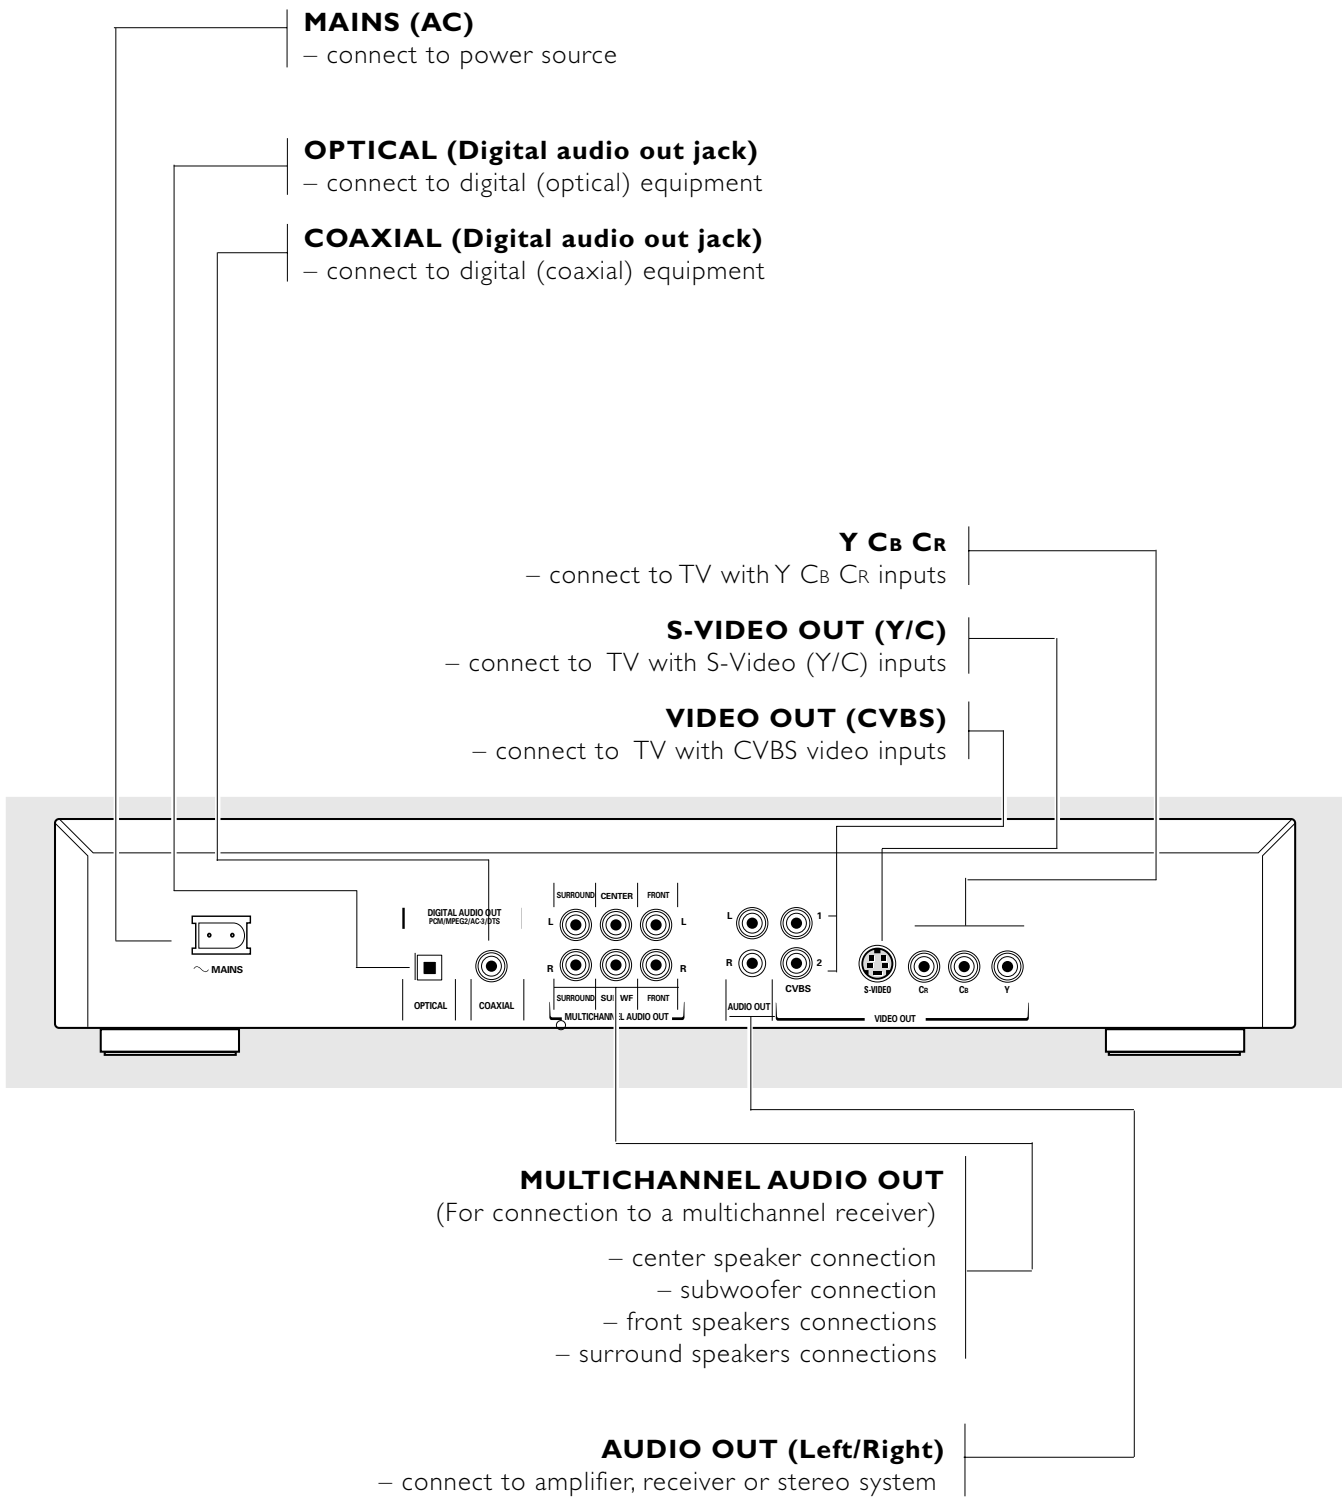 MAINS (AC)
– connect to power source
OPTICAL (Digital audio out jack)
– connect to digital (optical) equipment
COAXIAL (Digital audio out jack)
– connect to digital (coaxial) equipment
Y CB CR
– connect to TV with Y CB CR inputs
S-VIDEO OUT (Y/C)
– connect to TV with S-Video (Y/C) inputs
VIDEO OUT (CVBS)
– connect to TV with CVBS video inputs
∼ MAINS
DIGITAL AUDIO OUT
PCM/MPEG2/AC-3/DTS
OPTICAL
COAXIAL
SURROUND CENTER FRONT
L L
R R
SURROUND SUBWF FRONT
MULTICHANNEL AUDIO OUT
L
R
AUDIO OUT
1
2
CVBS
S-VIDEO
CR
CB
Y
VIDEO OUT
MULTICHANNEL AUDIO OUT
(For connection to a multichannel receiver)
– center speaker connection
– subwoofer connection
– front speakers connections
– surround speakers connections
AUDIO OUT (Left/Right)
– connect to amplifier, receiver or stereo system